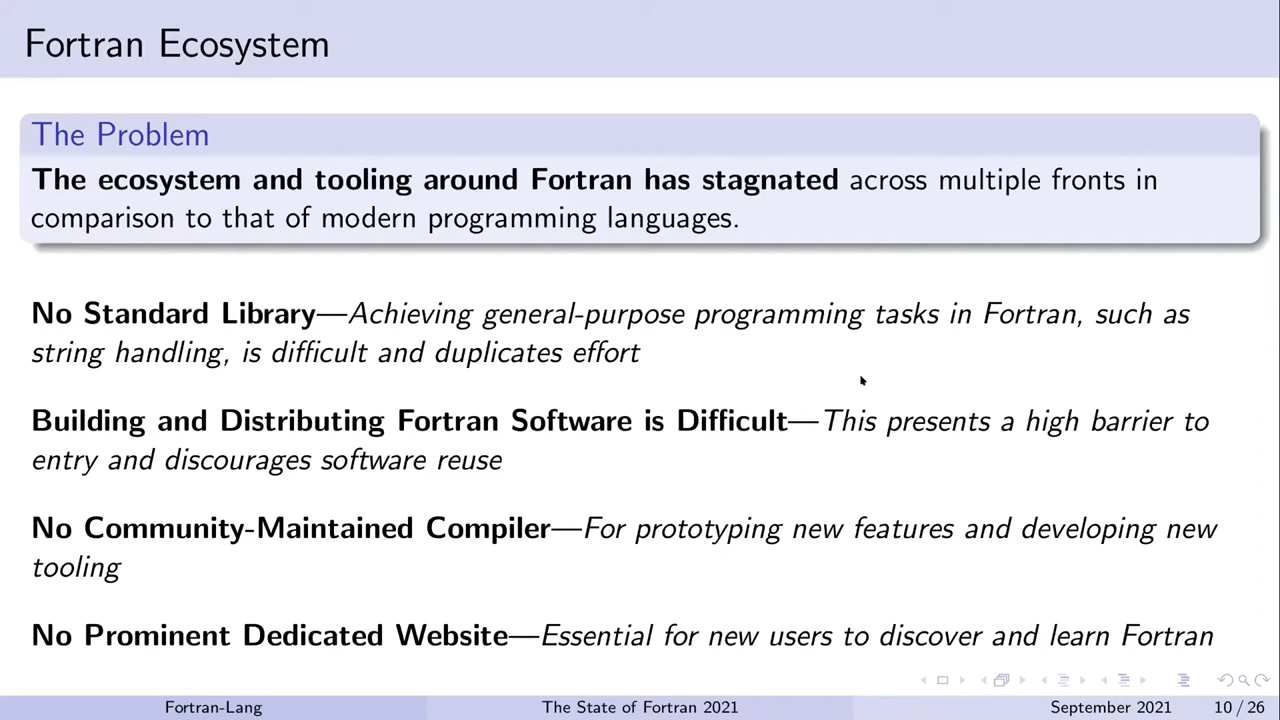 Fortran Ecosystem
The Problem
The ecosystem and tooling around Fortran has stagnated across multiple fronts in
comparison to that of modern programming languages.
No Standard Library—Achieving general-purpose programming tasks in Fortran, such as
string handling, is difficult and duplicates effort
Building and Distributing Fortran Software is Difficult—This presents a high barrier to
entry and discourages software reuse
No Community-Maintained Compiler—For prototyping new features and developing new
tooling
No Prominent Dedicated Website—Essential for new users to discover and learn Fortran
Fortran-Lang The State of Fortran 2021 September 2021 10 / 26